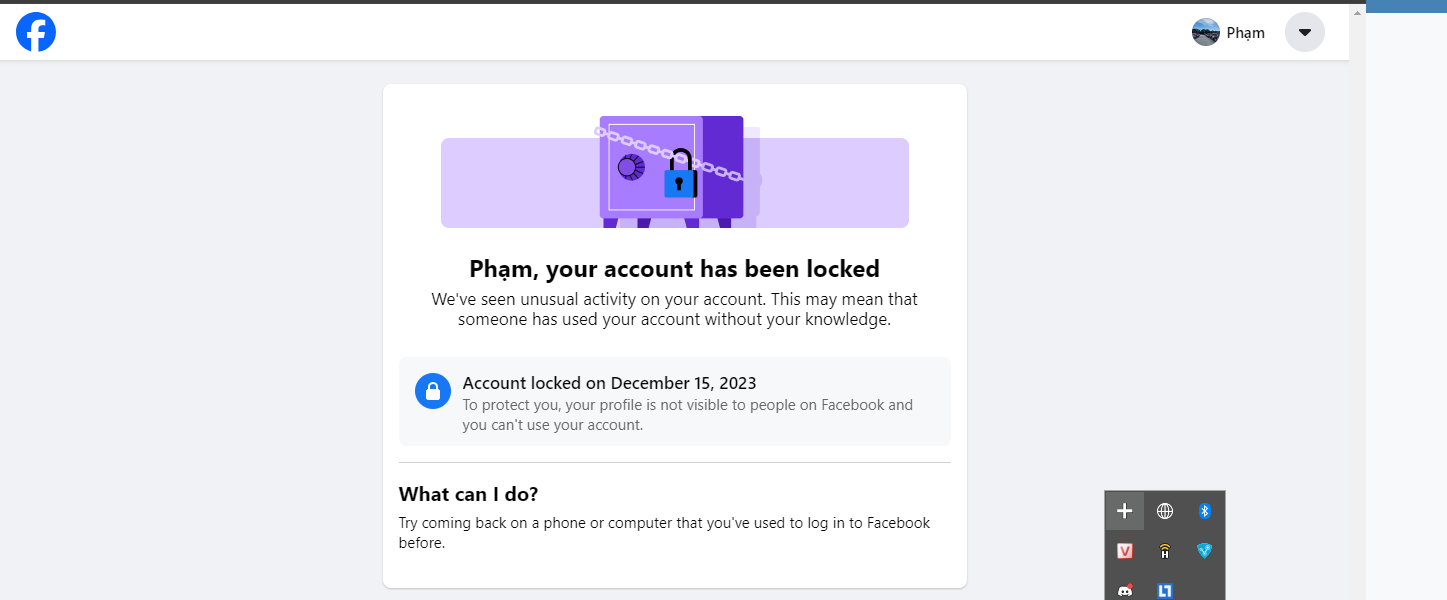 Phạm
Phạm, your account has been locked
We've seen unusual activity on your account. This may mean that
someone has used your account without your knowledge.
Account locked on December 15, 2023
To protect you, your profile is not visible to people on Facebook and
you can't use your account.
What can I do?
Try coming back on a phone or computer that you've used to log in to Facebook
before.
V
H